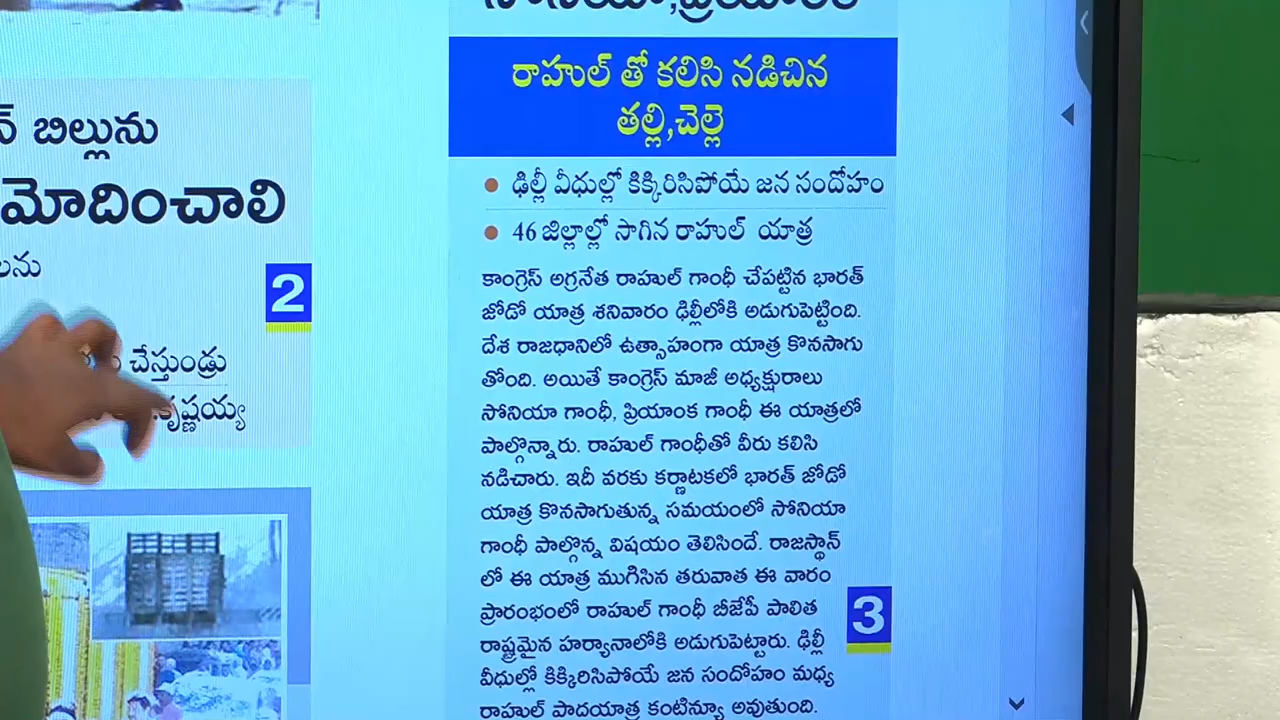 బిల్లును
మోదించాలి
లను
2
చేస్తుండ్రు
కృష్ణయ్య
రాహుల్ తో కలిసి నడిచిన
తల్లి,చెల్లె
ఢిల్లీ వీధుల్లో కిక్కిరిసిపోయే జన సందోహం
46 జిల్లాల్లో సాగిన రాహుల్ యాత్ర
కాంగ్రెస్ అగ్రనేత రాహుల్ గాంధీ చేపట్టిన భారత్
జోడో యాత్ర శనివారం ఢిల్లీలోకి అడుగుపెట్టింది.
దేశ రాజధానిలో ఉత్సాహంగా యాత్ర కొనసాగు
తోంది. అయితే కాంగ్రెస్ మాజీ అధ్యక్షురాలు
సోనియా గాంధీ, ప్రియాంక గాంధీ ఈ యాత్రలో
పాల్గొన్నారు. రాహుల్ గాంధీతో వీరు కలిసి
నడిచారు. ఇదీ వరకు కర్ణాటకలో భారత్ జోడో
యాత్ర కొనసాగుతున్న సమయంలో సోనియా
గాంధీ పాల్గొన్న విషయం తెలిసిందే. రాజస్థాన్
లో ఈ యాత్ర ముగిసిన తరువాత ఈ వారం
ప్రారంభంలో రాహుల్ గాంధీ బీజేపీ పాలిత
రాష్ట్రమైన హర్యానాలోకి అడుగుపెట్టారు. ఢిల్లీ
వీధుల్లో కిక్కిరిసిపోయే జన సందోహం మధ్య
రాహుల్ పాదయాత్ర కంటిన్యూ అవుతుంది.
3